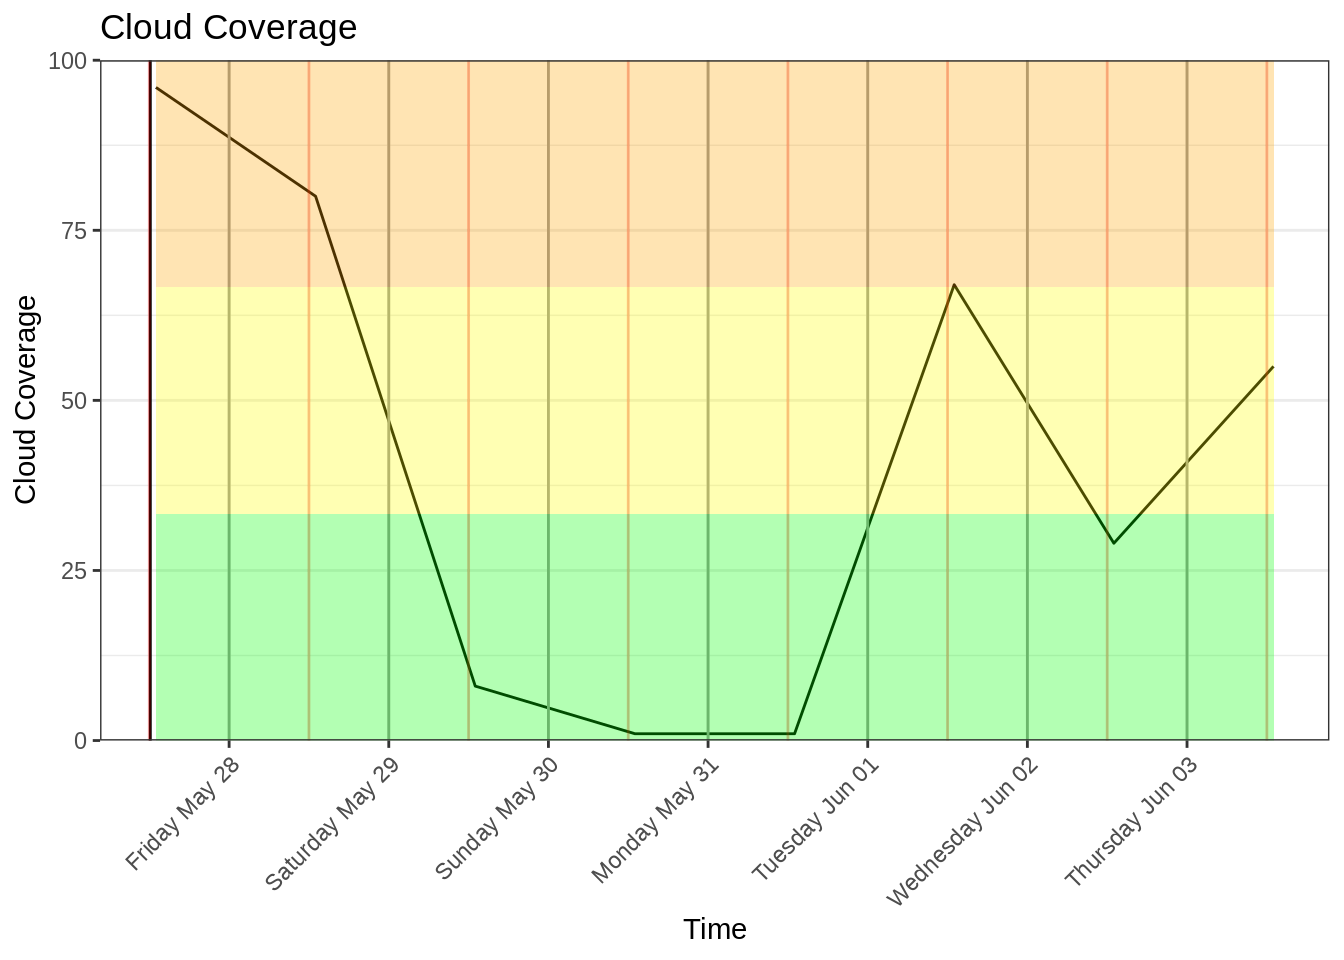 Cloud Coverage
100
75
50
25
0
Cloud Coverage
Friday May 28
Saturday May 29
Sunday May 30
Monday May 31
Tuesday Jun 01
Wednesday Jun 02
Thursday Jun 03
Time